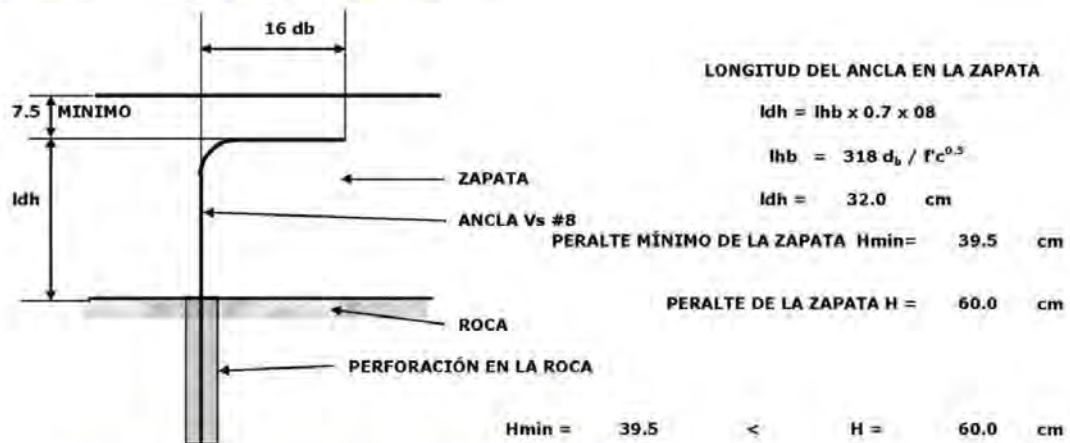 16 db
LONGITUD DEL ANCLA EN LA ZAPATA
7.5 MINIMO
ldh = lhb x 0.7 x 08
lhb = 318 db / f'c0.5
ldh
ZAPATA
ldh = 32.0 cm
ANCLA Vs #8
PERALTE MÍNIMO DE LA ZAPATA Hmin= 39.5 cm
PERALTE DE LA ZAPATA H = 60.0 cm
ROCA
PERFORACIÓN EN LA ROCA
Hmin = 39.5 < H = 60.0 cm